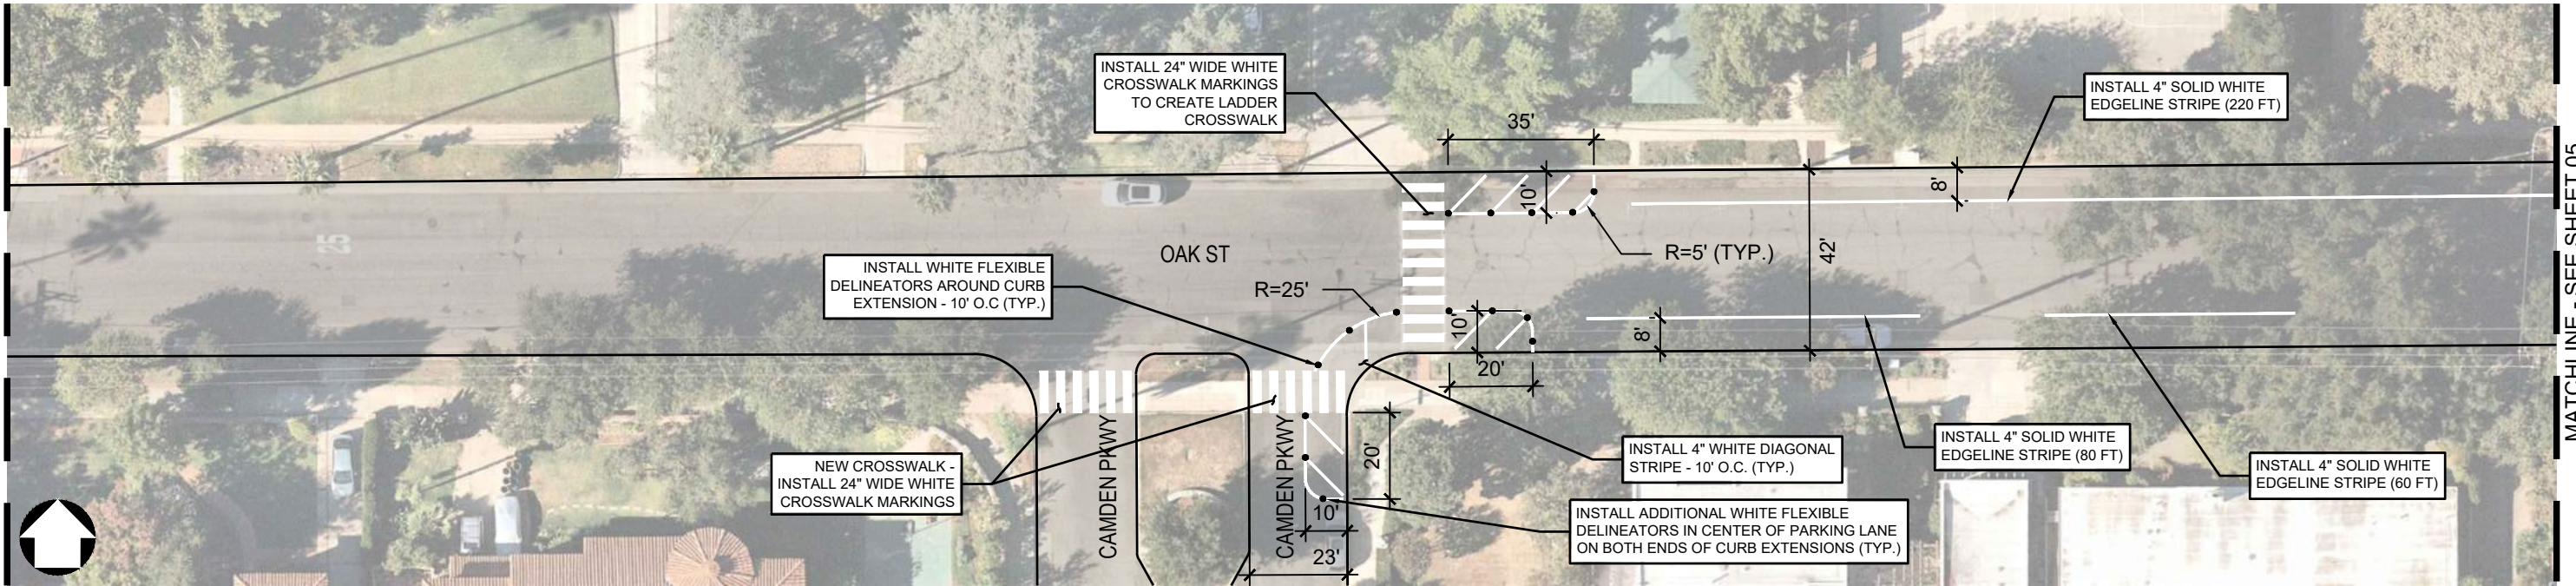 INSTALL 24" WIDE WHITE
CROSSWALK MARKINGS
TO CREATE LADDER
CROSSWALK
35'
INSTALL 4" SOLID WHITE
EDGELINE STRIPE (220 FT)
MATCHLINE - SEE SHEET 05
10'
8'
25
OAK ST
R=5' (TYP.)
42'
INSTALL WHITE FLEXIBLE
DELINEATORS AROUND CURB
EXTENSION - 10' O.C (TYP.)
R=25'
10'
8'
20'
CAMDEN PKWY
CAMDEN PKWY
20'
NEW CROSSWALK -
INSTALL 24" WIDE WHITE
CROSSWALK MARKINGS
INSTALL 4" WHITE DIAGONAL
STRIPE - 10' O.C. (TYP.)
INSTALL 4" SOLID WHITE
EDGELINE STRIPE (80 FT)
INSTALL 4" SOLID WHITE
EDGELINE STRIPE (60 FT)
10'
23'
INSTALL ADDITIONAL WHITE FLEXIBLE
DELINEATORS IN CENTER OF PARKING LANE
ON BOTH ENDS OF CURB EXTENSIONS (TYP.)